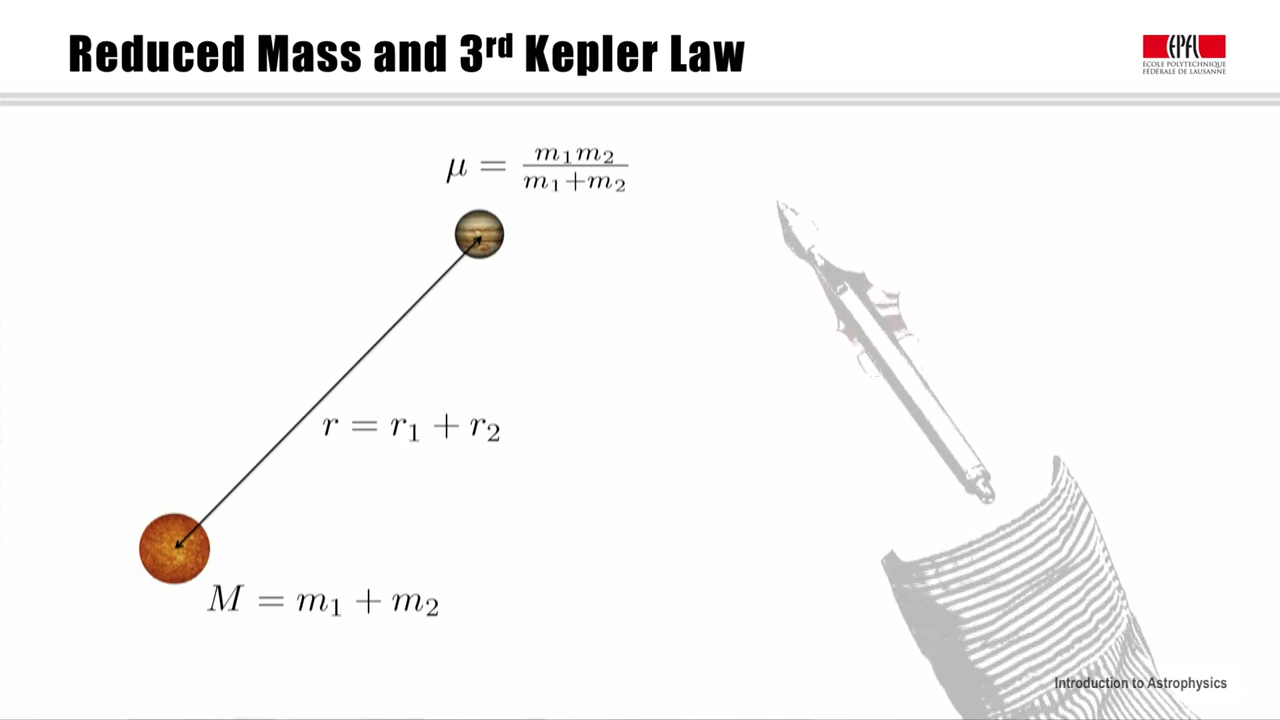 Reduced Mass and 3rd Kepler Law
EPFL
ÉCOLE POLYTECHNIQUE
FÉDÉRALE DE LAUSANNE
μ = m₁m₂ / m₁+m₂
r = r₁ + r₂
M = m₁ + m₂
Introduction to Astrophysics